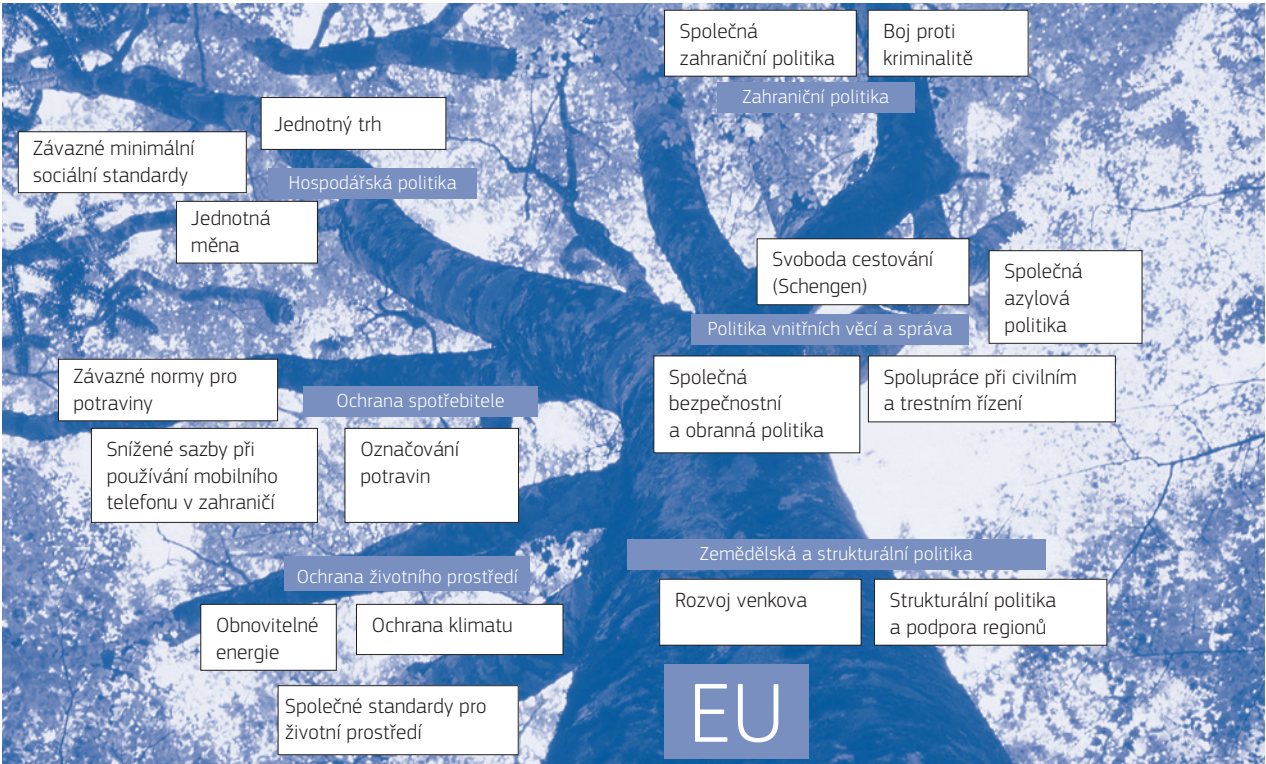 Společná
zahraniční politika
Boj proti
kriminalitě
Zahraniční politika
Jednotný trh
Závazné minimální
sociální standardy
Hospodářská politika
Jednotná
měna
Svoboda cestování
(Schengen)
Společná
azylová
politika
Politika vnitřních věcí a správa
Společná
bezpečnostní
a obranná politika
Spolupráce při civilním
a trestním řízení
Závazné normy pro
potraviny
Ochrana spotřebitele
Snížené sazby při
používání mobilního
telefonu v zahraničí
Označování
potravin
Zemědělská a strukturální politika
Rozvoj venkova
Strukturální politika
a podpora regionů
Ochrana životního prostředí
Obnovitelné
energie
Ochrana klimatu
Společné standardy pro
životní prostředí
EU